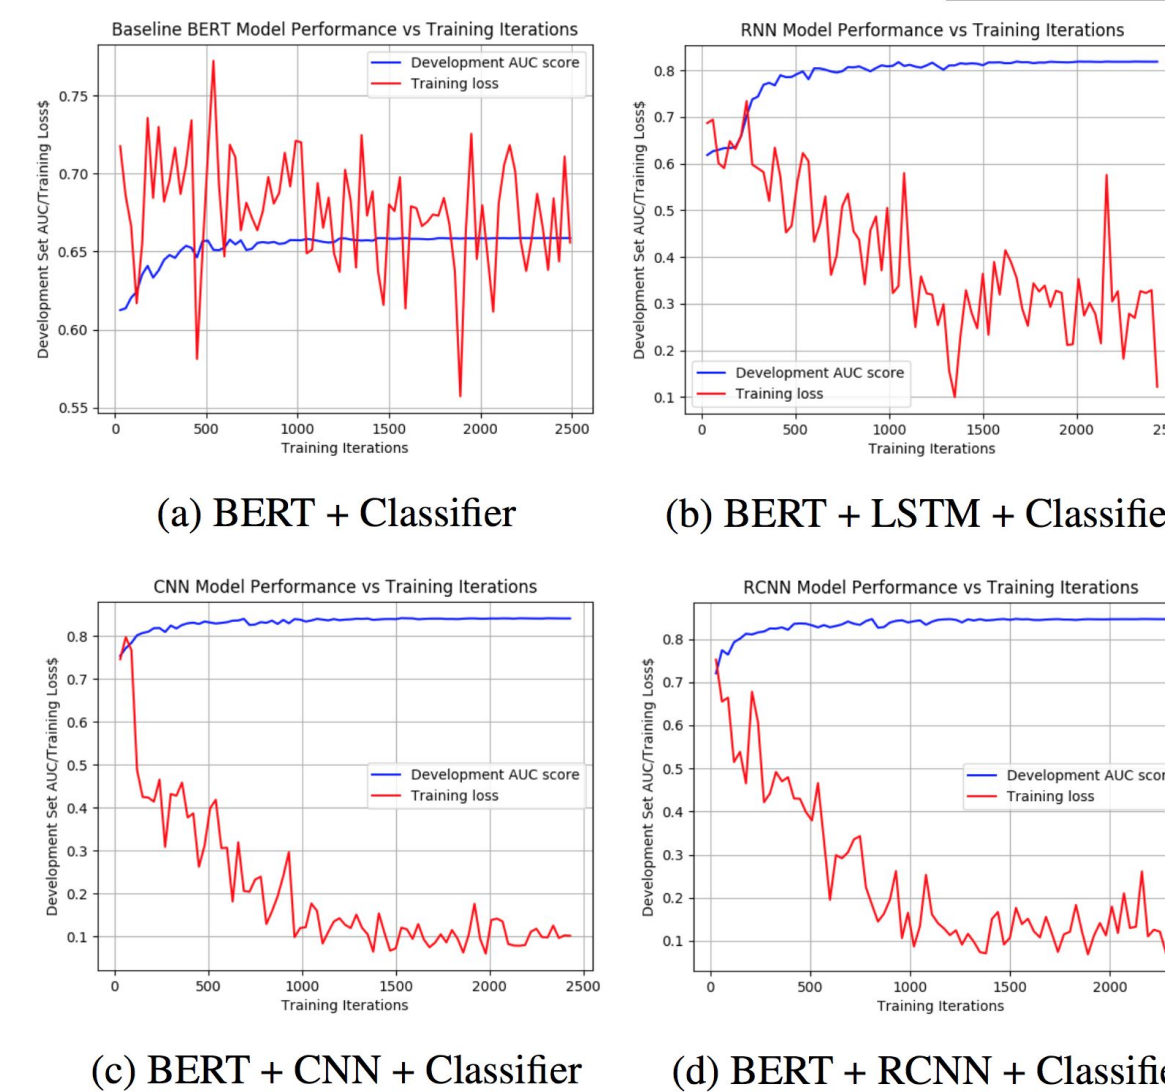 Baseline BERT Model Performance vs Training Iterations
Development Set AUC/Training Loss$
0.75
0.70
0.65
0.60
0.55
Development AUC score
Training loss
0 500 1000 1500 2000 2500
Training Iterations
(a) BERT + Classifier
RNN Model Performance vs Training Iterations
Development Set AUC/Training Loss$
0.8
0.7
0.6
0.5
0.4
0.3
0.2
0.1
Development AUC score
Training loss
0 500 1000 1500 2000 25
Training Iterations
(b) BERT + LSTM + Classifie
CNN Model Performance vs Training Iterations
Development Set AUC/Training Loss$
0.8
0.7
0.6
0.5
0.4
0.3
0.2
0.1
Development AUC score
Training loss
0 500 1000 1500 2000 2500
Training Iterations
(c) BERT + CNN + Classifier
RCNN Model Performance vs Training Iterations
Development Set AUC/Training Loss$
0.8
0.7
0.6
0.5
0.4
0.3
0.2
0.1
Development AUC scor
Training loss
0 500 1000 1500 2000
Training Iterations
(d) BERT + RCNN + Classifie